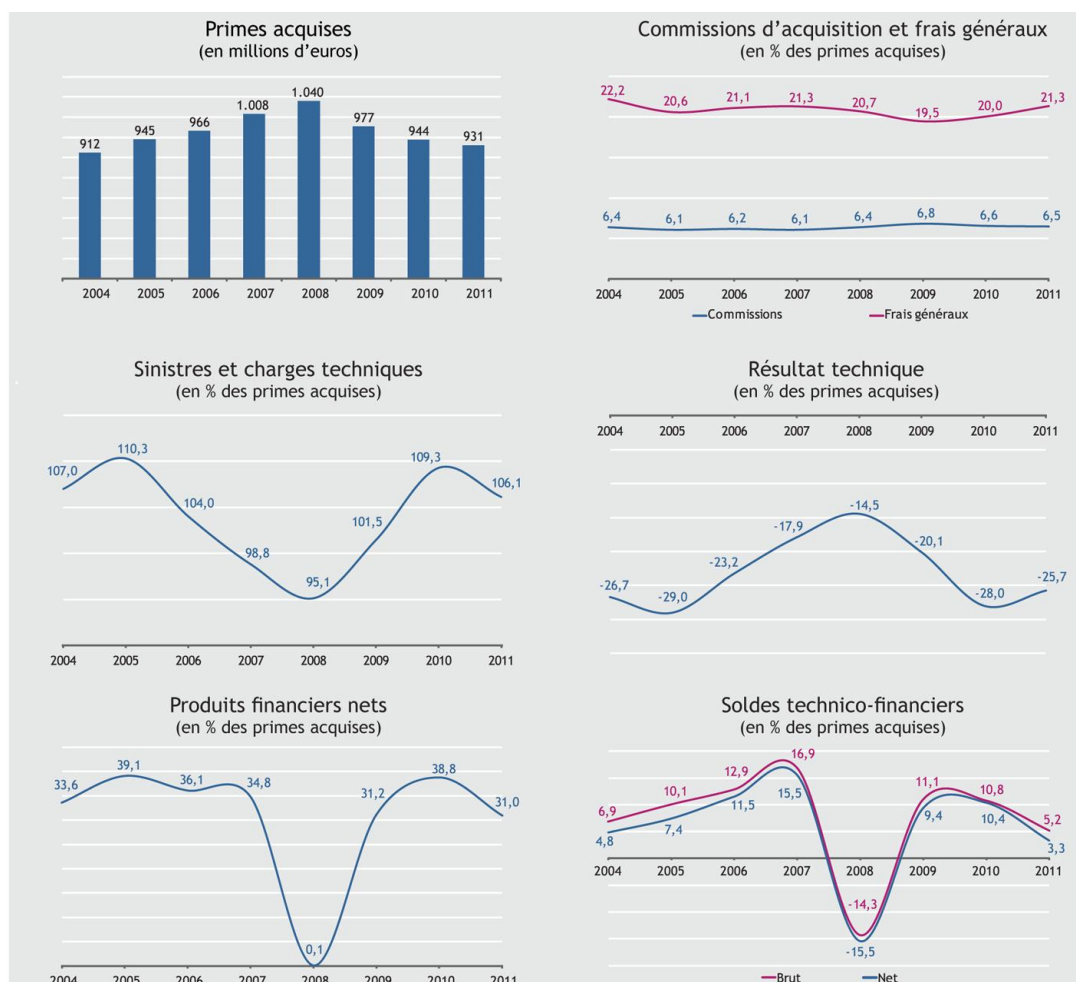 Primes acquises
(en millions d’euros)
912 945 966 1.008 1.040 977 944 931
2004 2005 2006 2007 2008 2009 2010 2011
Commissions d’acquisition et frais généraux
(en % des primes acquises)
22,2 20,6 21,1 21,3 20,7 19,5 20,0 21,3
6,4 6,1 6,2 6,1 6,4 6,8 6,6 6,5
2004 2005 2006 2007 2008 2009 2010 2011
Commissions Frais généraux
Sinistres et charges techniques
(en % des primes acquises)
107,0 110,3 104,0 98,8 95,1 101,5 109,3 106,1
2004 2005 2006 2007 2008 2009 2010 2011
Résultat technique
(en % des primes acquises)
2004 2005 2006 2007 2008 2009 2010 2011
-26,7 -29,0 -23,2 -17,9 -14,5 -20,1 -28,0 -25,7
Produits financiers nets
(en % des primes acquises)
33,6 39,1 36,1 34,8 0,1 31,2 38,8 31,0
2004 2005 2006 2007 2008 2009 2010 2011
Soldes technico-financiers
(en % des primes acquises)
6,9 10,1 12,9 16,9 -14,3 11,1 10,8 5,2
4,8 7,4 11,5 15,5 -15,5 9,4 10,4 3,3
2004 2005 2006 2007 2008 2009 2010 2011
Brut Net